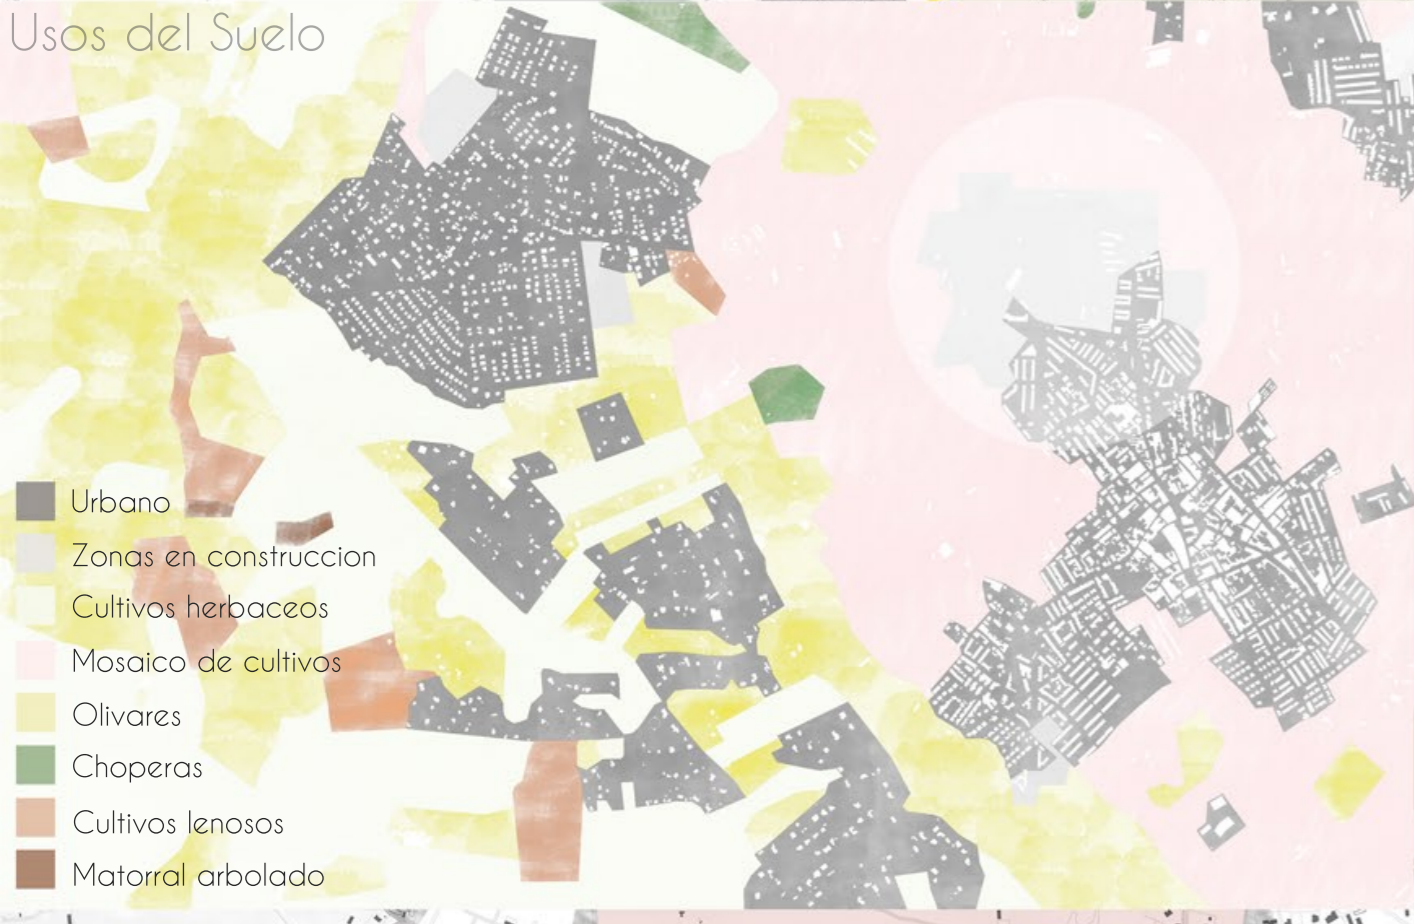 Usos del Suelo
Urbano
Zonas en construccion
Cultivos herbaceos
Mosaico de cultivos
Olivares
Choperas
Cultivos lenosos
Matorral arbolado